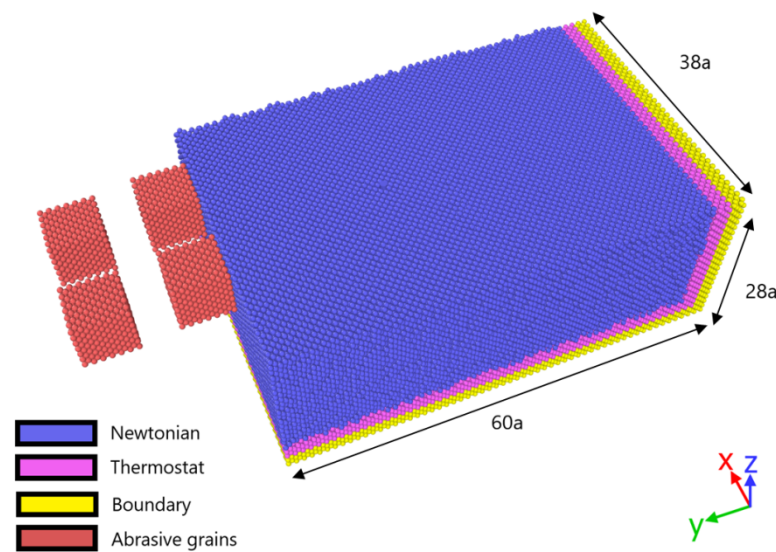 38a
28a
60a
Newtonian
Thermostat
Boundary
Abrasive grains
x
z
y